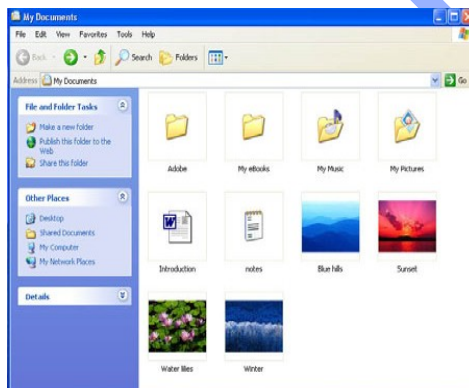 My Documents
File Edit View Favorites Tools Help
Back Search Folders
Address My Documents Go
File and Folder Tasks
Make a new folder
Publish this folder to the
Web
Share this folder
Other Places
Desktop
Shared Documents
My Computer
My Network Places
Details
Adobe My eBooks My Music My Pictures
Introduction notes Blue hills Sunset
Water lilies Winter